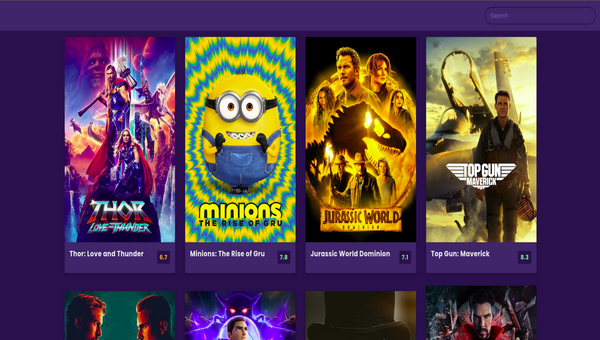 Search
THOR
LOVE AND THUNDER
MINIONS
THE RISE OF GRU
JURASSIC WORLD
DOMINION
TOP GUN
MAVERICK
Thor: Love and Thunder
6.7
Minions: The Rise of Gru
7.8
Jurassic World Dominion
7.1
Top Gun: Maverick
8.3